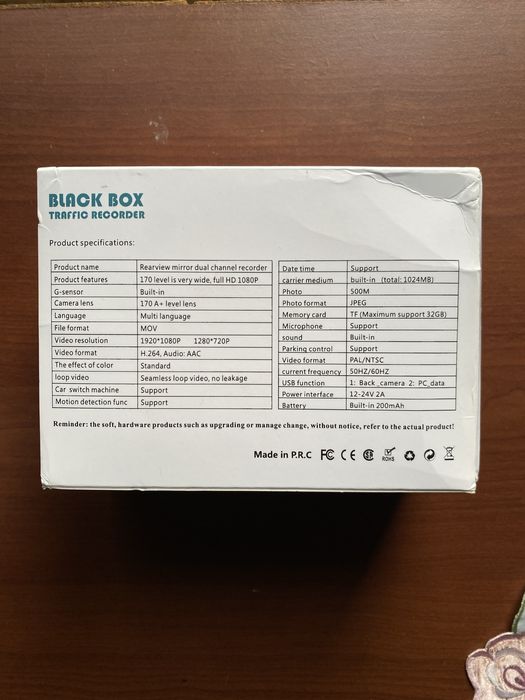 BLACK BOX
TRAFFIC RECORDER
Product specifications:
Product name Rearview mirror dual channel recorder
Product features 170 level is very wide, full HD 1080P
G-sensor Built-in
Camera lens 170 A+ level lens
Language Multi language
File format MOV
Video resolution 1920*1080P 1280*720P
Video format H.264, Audio: AAC
The effect of color Standard
loop video Seamless loop video, no leakage
Car switch machine Support
Motion detection func Support
Date time Support
carrier medium built-in (total: 1024MB)
Photo 500M
Photo format JPEG
Memory card TF (Maximum support 32GB)
Microphone Support
sound Built-in
Parking control Support
Video format PAL/NTSC
current frequency 50HZ/60HZ
USB function 1: Back _camera 2: PC_data
Power interface 12-24V 2A
Battery Built-in 200mAh
Reminder: the soft, hardware products such as upgrading or manage change, without notice, refer to the actual product!
Made in P.R.C FC CE ROHS